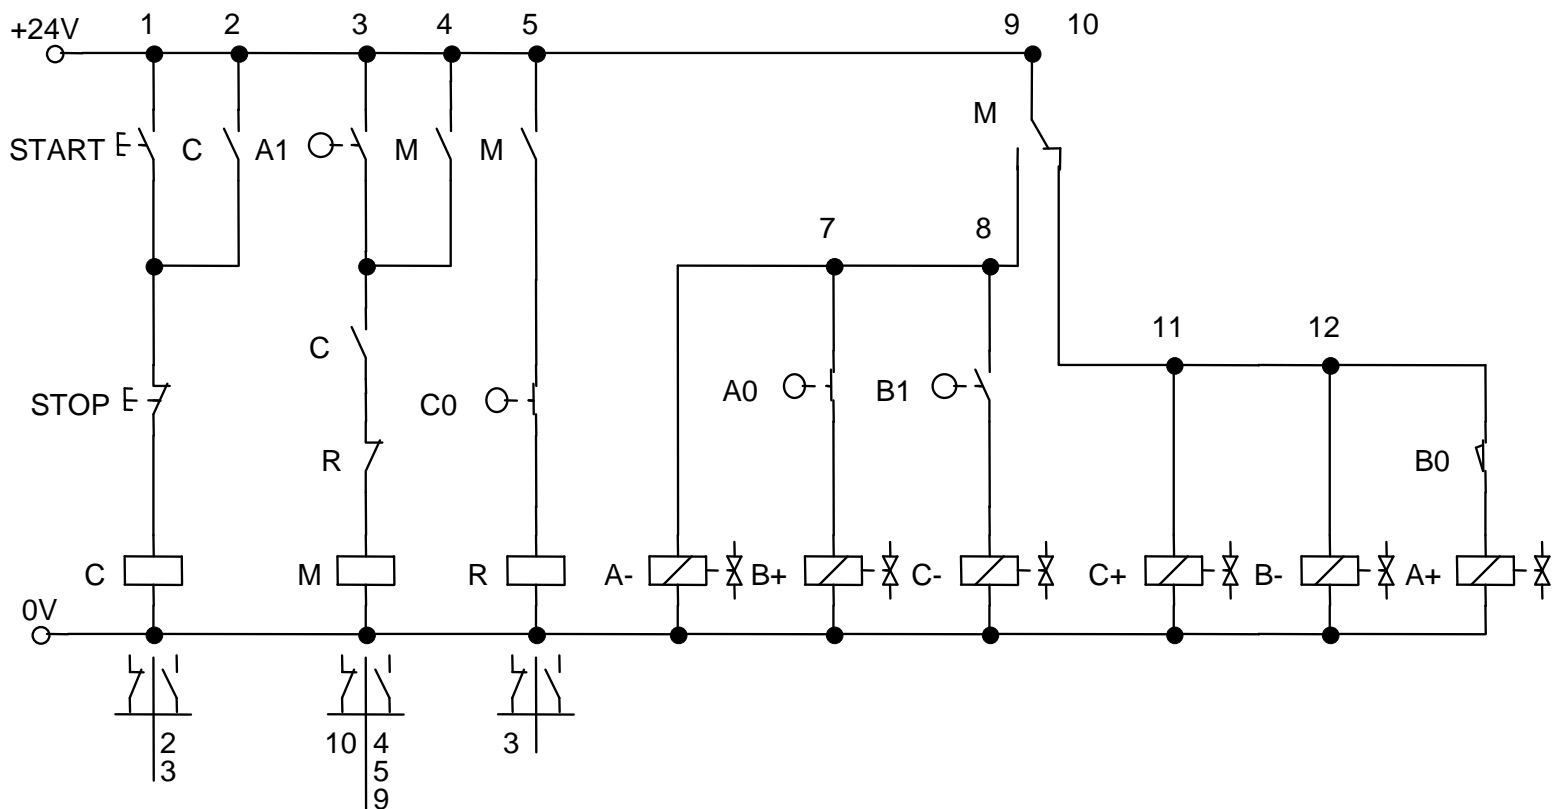 +24V 1 2 3 4 5 9 10
M
START C A1 M M
7 8
11 12
C
A0 B1
STOP C0
R B0
C M R A- B+ C- C+ B- A+
0V
2 10 4 3
3 5
9